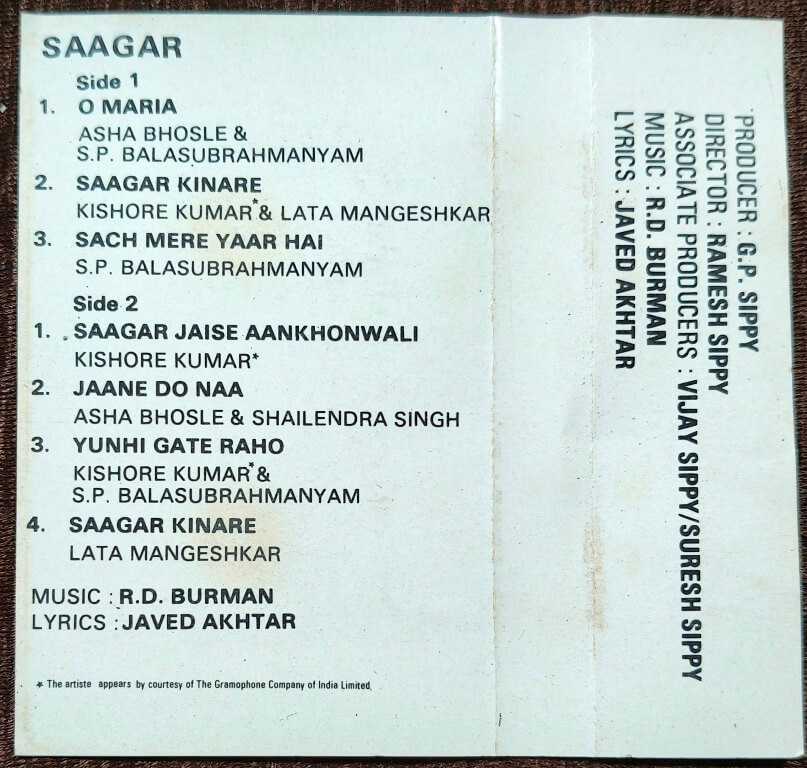 SAAGAR
Side 1
1. O MARIA
ASHA BHOSLE &
S.P. BALASUBRAHMANYAM
2. SAAGAR KINARE
KISHORE KUMAR* & LATA MANGESHKAR
3. SACH MERE YAAR HAI
S.P. BALASUBRAHMANYAM
Side 2
1. SAAGAR JAISE AANKHONWALI
KISHORE KUMAR*
2. JAANE DO NAA
ASHA BHOSLE & SHAILENDRA SINGH
3. YUNHI GATE RAHO
KISHORE KUMAR* &
S.P. BALASUBRAHMANYAM
4. SAAGAR KINARE
LATA MANGESHKAR
MUSIC : R.D. BURMAN
LYRICS : JAVED AKHTAR
* The artiste appears by courtesy of The Gramophone Company of India Limited.
PRODUCER : G.P. SIPPY
DIRECTOR : RAMESH SIPPY
ASSOCIATE PRODUCERS : VIJAY SIPPY/SURESH SIPPY
MUSIC : R.D. BURMAN
LYRICS : JAVED AKHTAR